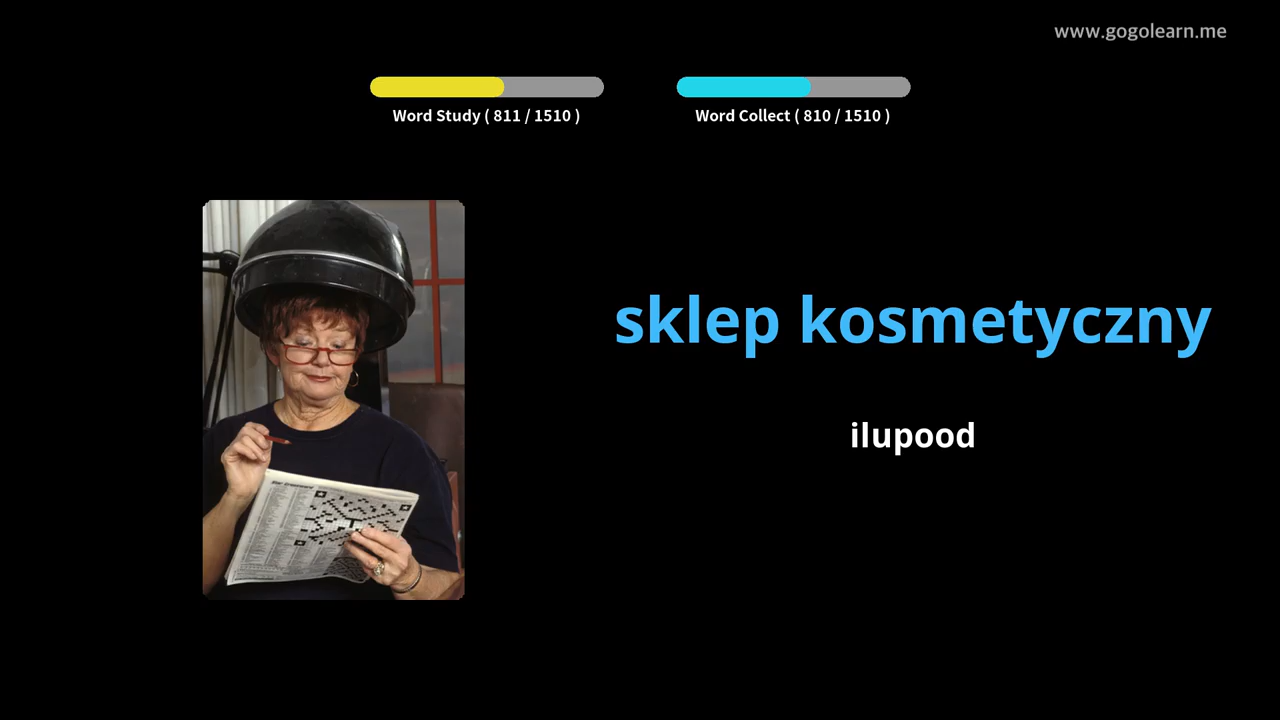 www.gogolearn.me
Word Study ( 811 / 1510 )
Word Collect ( 810 / 1510 )
sklep kosmetyczny
ilupood